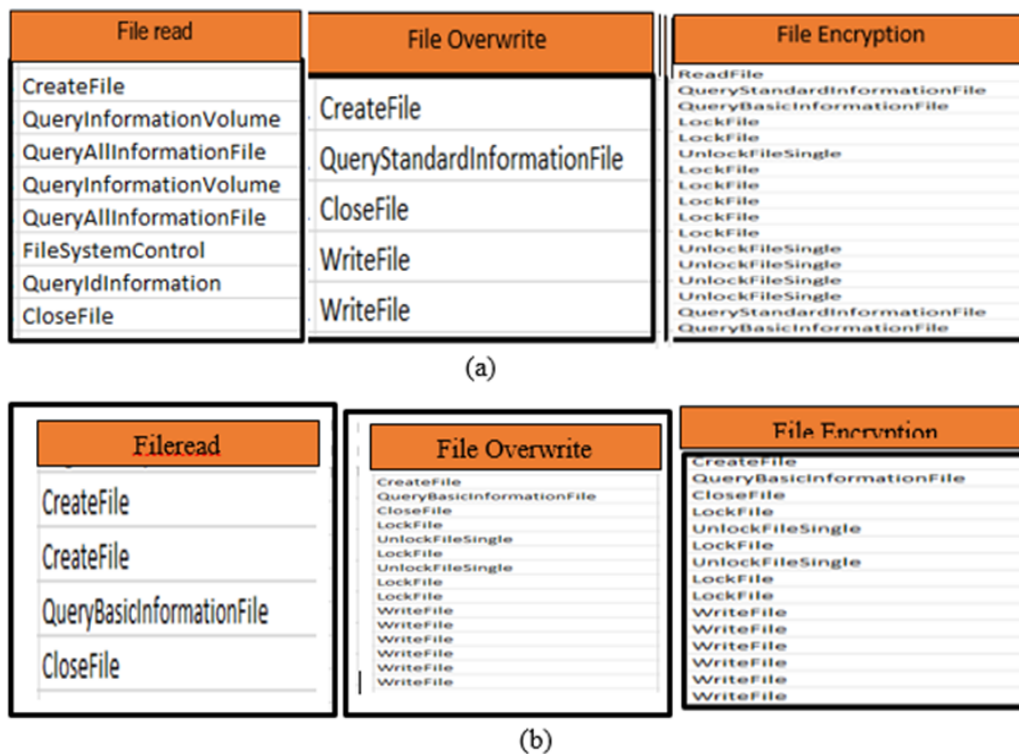 File read
CreateFile
QueryInformationVolume
QueryAllInformationFile
QueryInformationVolume
QueryAllInformationFile
FileSystemControl
QueryIdInformation
CloseFile
File Overwrite
CreateFile
QueryStandardInformationFile
CloseFile
WriteFile
WriteFile
File Encryption
ReadFile
QueryStandardInformationFile
QueryBasicInformationFile
LockFile
LockFile
UnlockFileSingle
LockFile
LockFile
LockFile
LockFile
LockFile
UnlockFileSingle
UnlockFileSingle
UnlockFileSingle
UnlockFileSingle
QueryStandardInformationFile
QueryBasicInformationFile
(a)
Fileread
CreateFile
CreateFile
QueryBasicInformationFile
CloseFile
File Overwrite
CreateFile
QueryBasicInformationFile
CloseFile
LockFile
UnlockFileSingle
LockFile
UnlockFileSingle
LockFile
LockFile
WriteFile
WriteFile
WriteFile
WriteFile
WriteFile
WriteFile
File Encryption
CreateFile
QueryBasicInformationFile
CloseFile
LockFile
UnlockFileSingle
LockFile
UnlockFileSingle
LockFile
LockFile
WriteFile
WriteFile
WriteFile
WriteFile
WriteFile
WriteFile
(b)